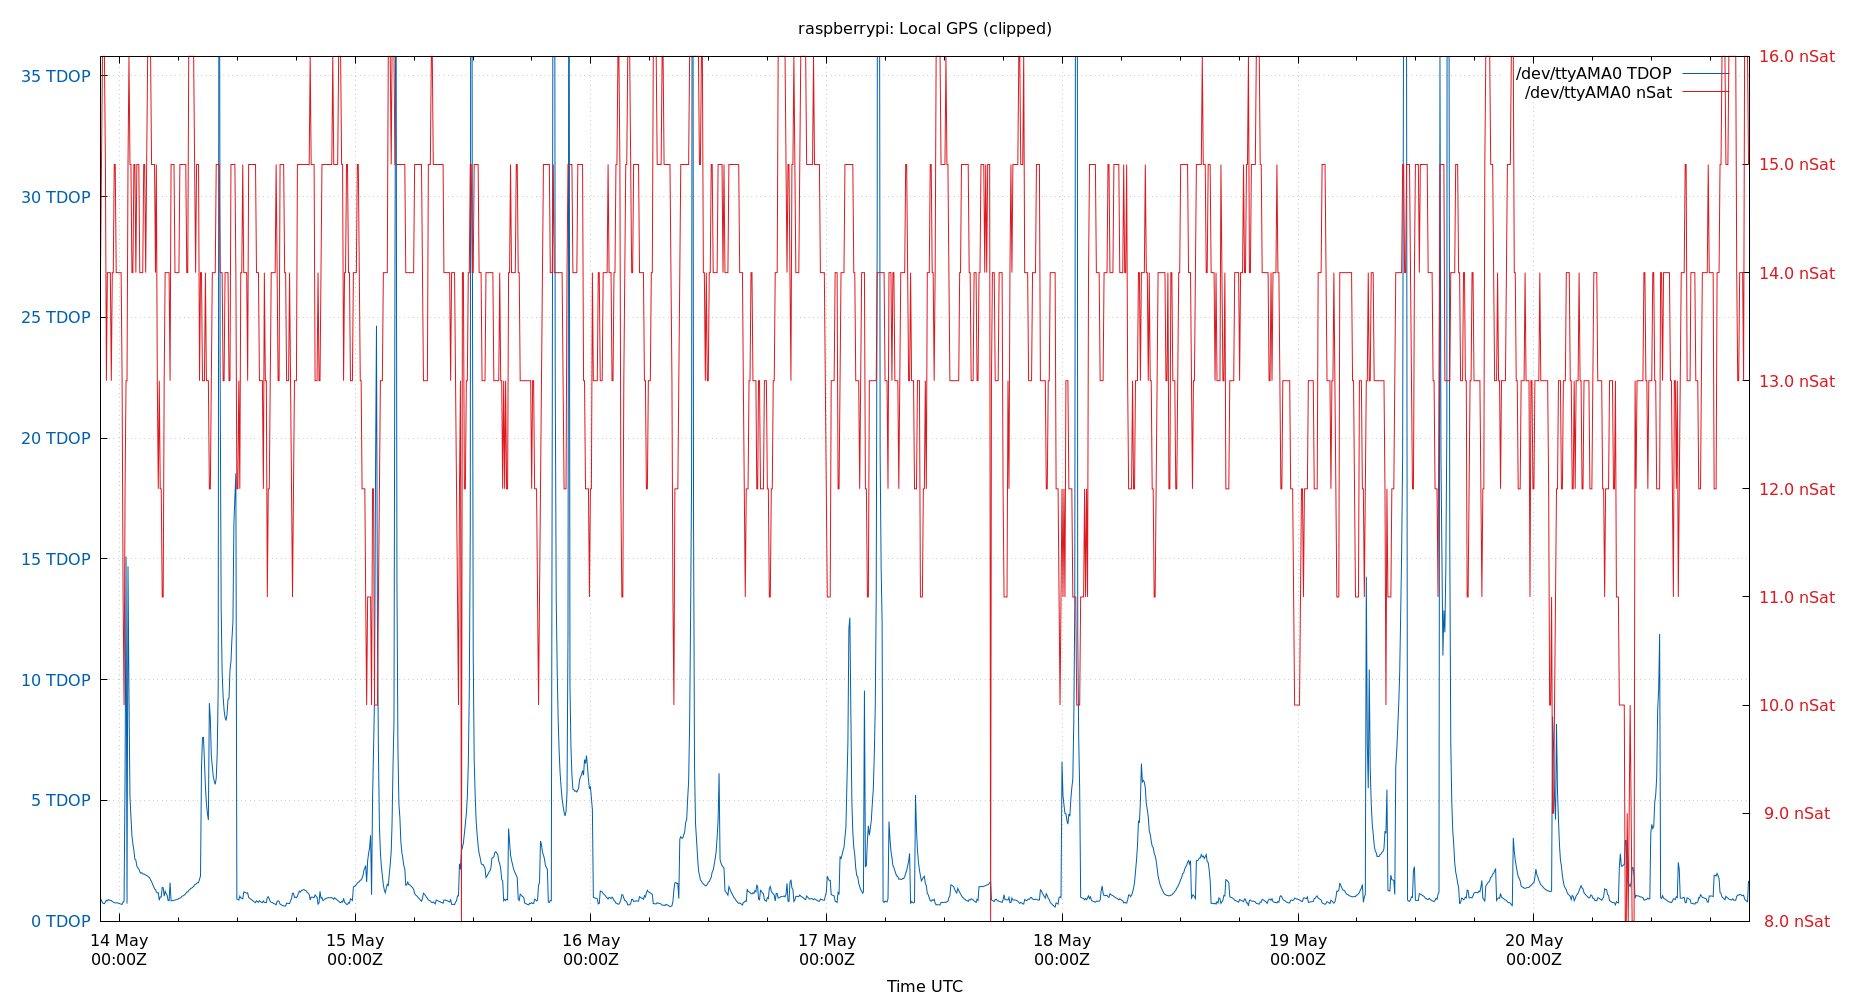 raspberrypi: Local GPS (clipped)
35 TDOP
30 TDOP
25 TDOP
20 TDOP
15 TDOP
10 TDOP
5 TDOP
0 TDOP
/dev/ttyAMA0 TDOP
/dev/ttyAMA0 nSat
16.0 nSat
15.0 nSat
14.0 nSat
13.0 nSat
12.0 nSat
11.0 nSat
10.0 nSat
9.0 nSat
8.0 nSat
14 May
00:00Z
15 May
00:00Z
16 May
00:00Z
17 May
00:00Z
18 May
00:00Z
19 May
00:00Z
20 May
00:00Z
Time UTC